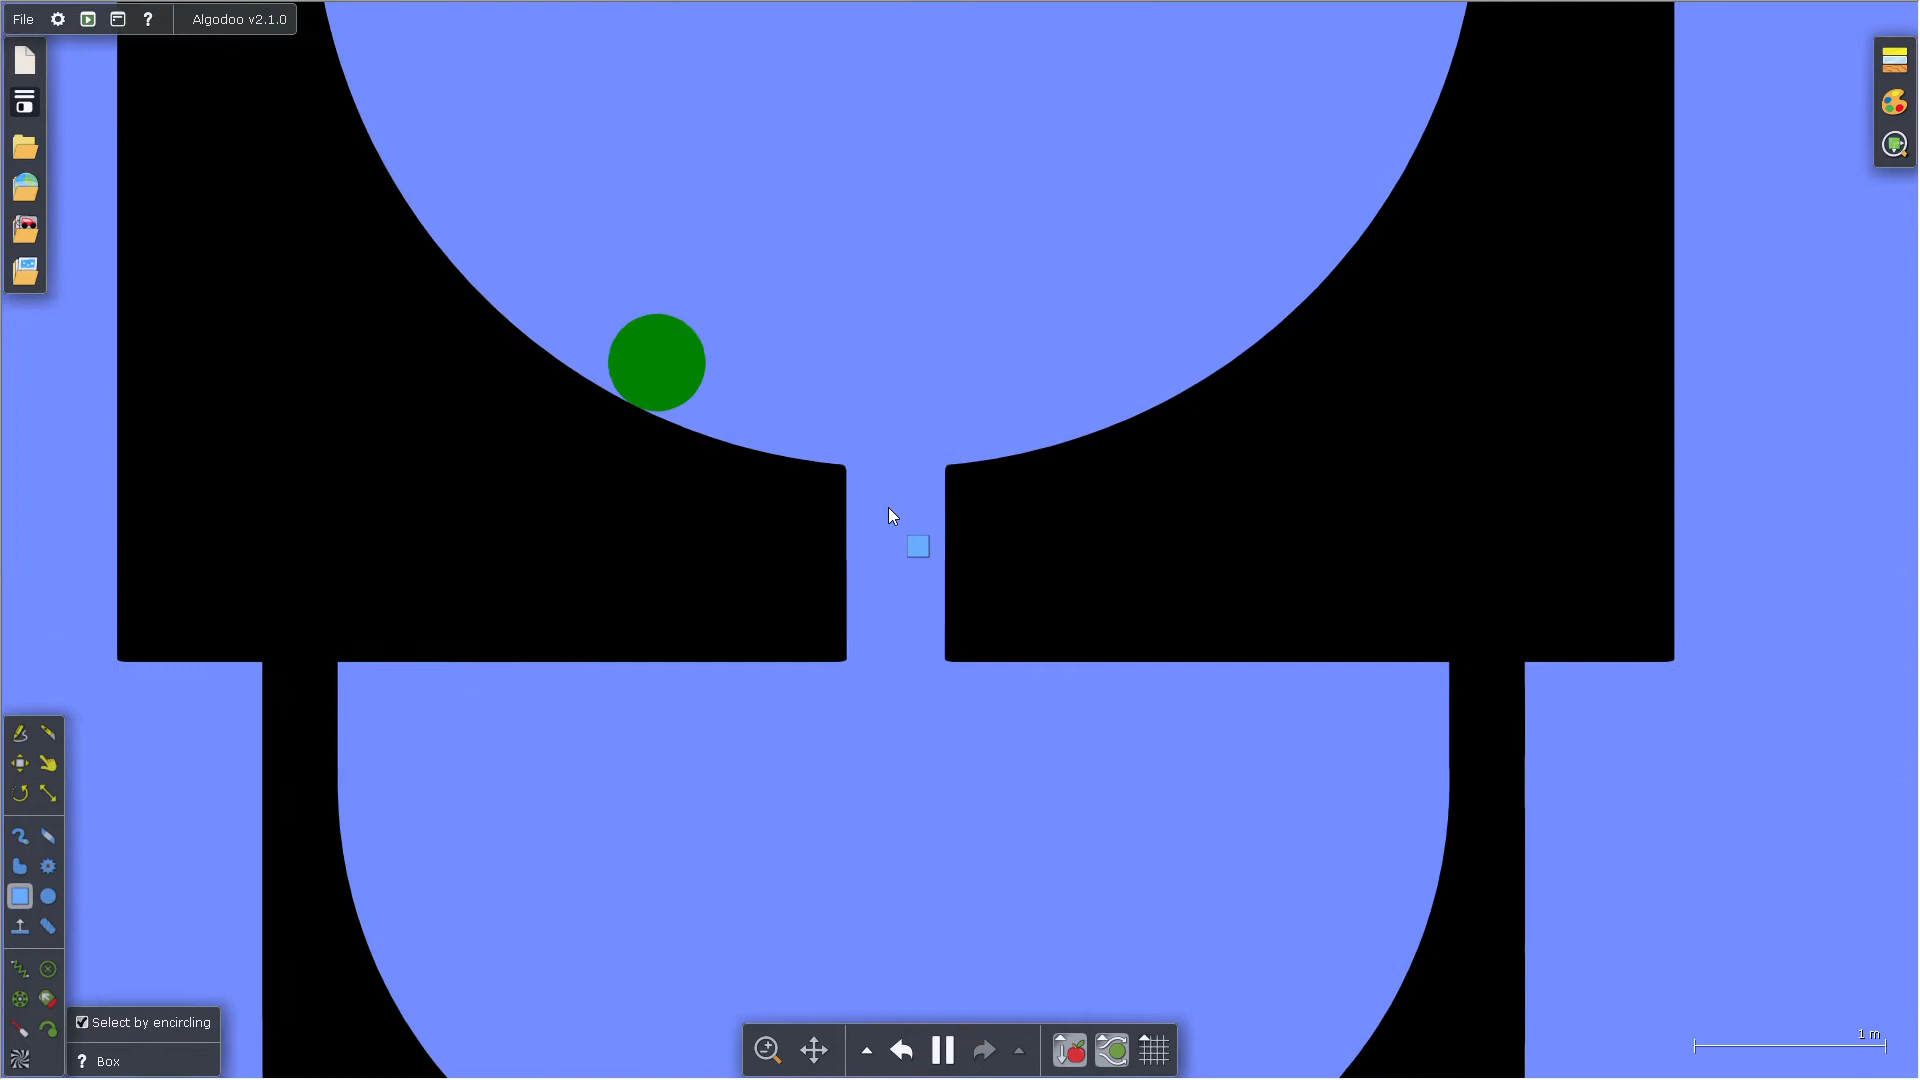 File ? Algodoo v2.1.0
Select by encircling
? Box
1 m